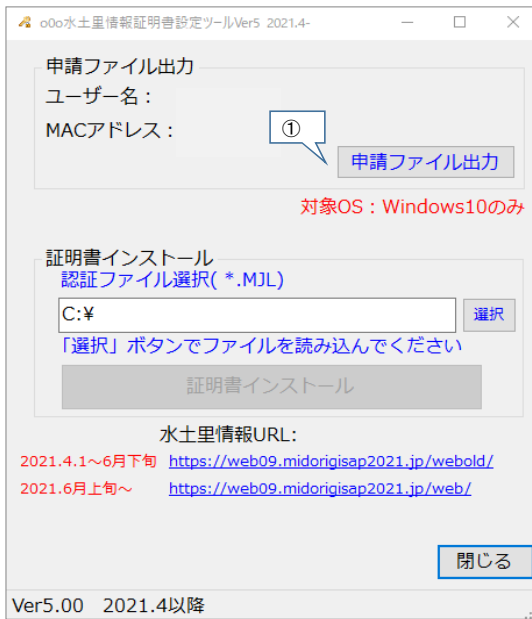 o0o水土里情報証明書設定ツールVer5 2021.4-
申請ファイル出力
ユーザー名：
MACアドレス：
①
申請ファイル出力
対象OS：Windows10のみ
証明書インストール
認証ファイル選択( *.MJL)
C:¥
選択
「選択」ボタンでファイルを読み込んでください
証明書インストール
水土里情報URL:
2021.4.1～6月下旬 https://web09.midorigisap2021.jp/webold/
2021.6月上旬～ https://web09.midorigisap2021.jp/web/
閉じる
Ver5.00 2021.4以降